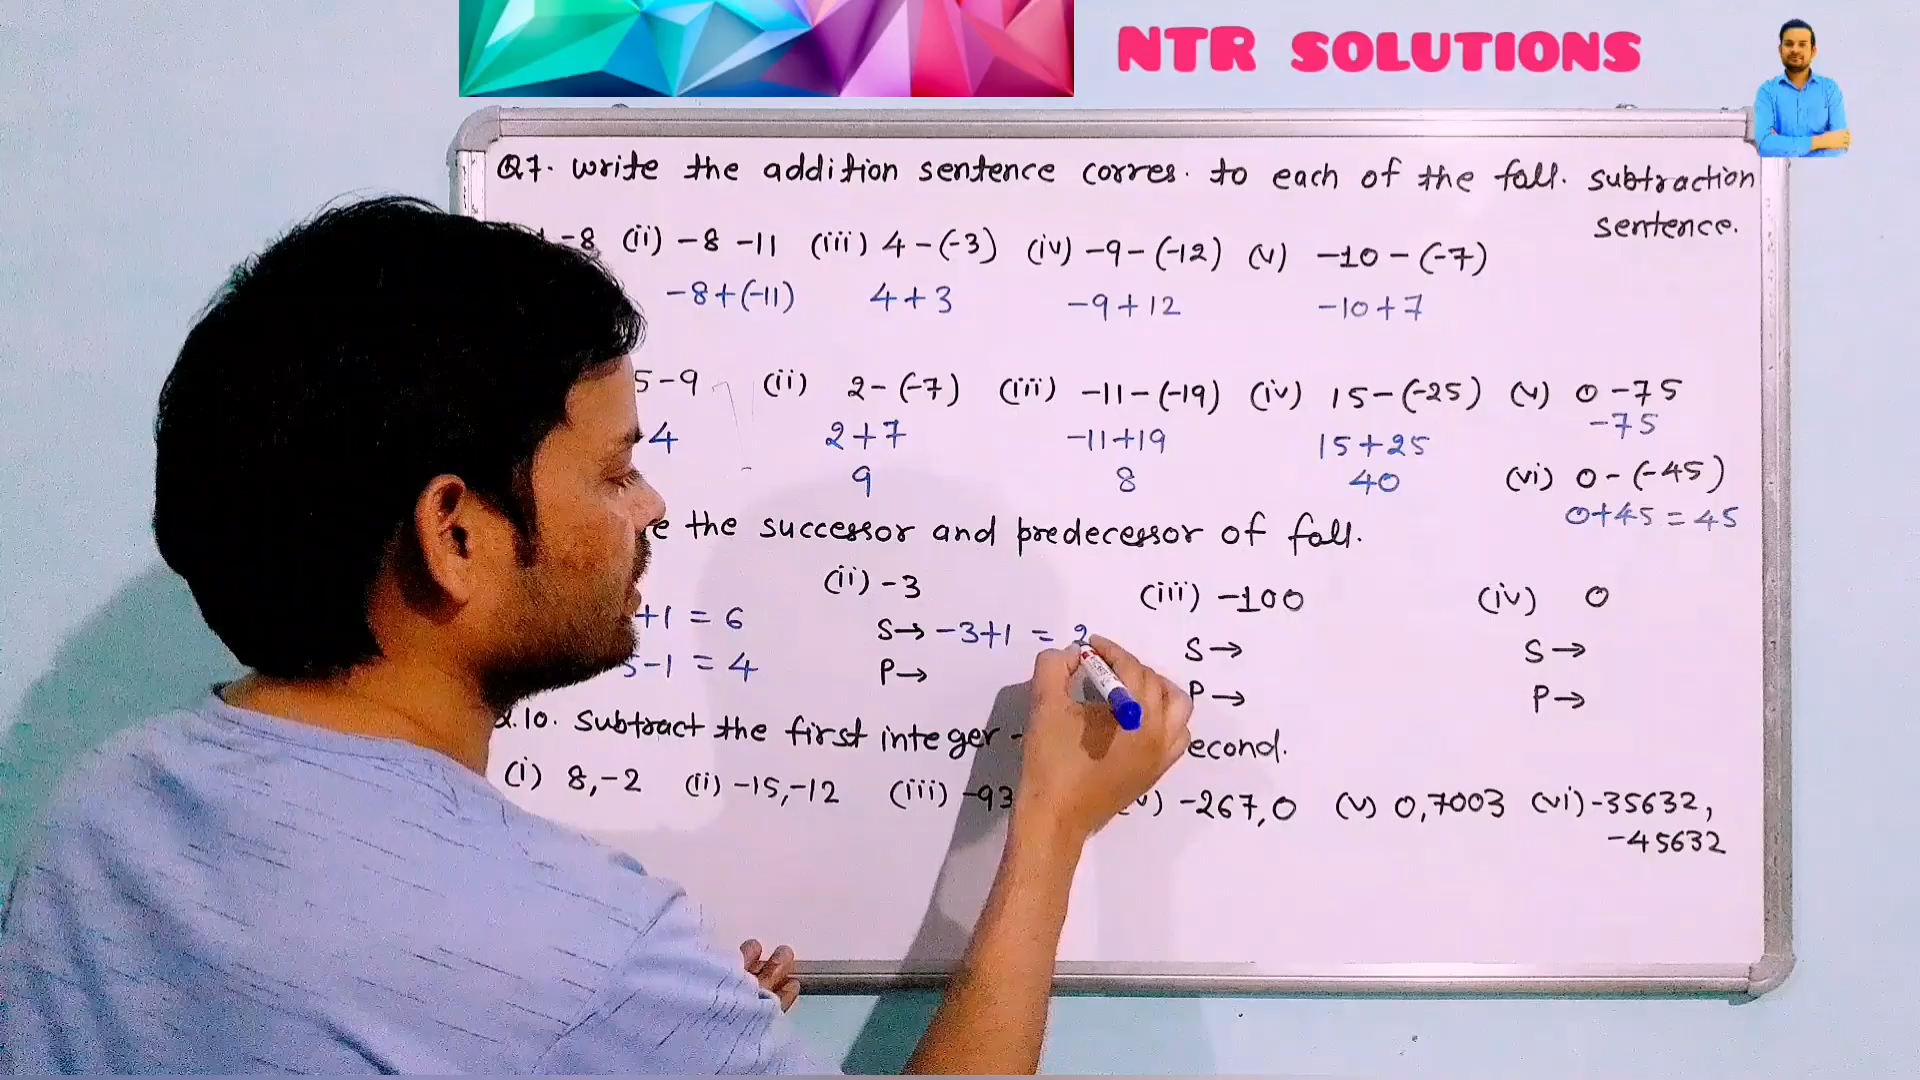 NTR SOLUTIONS
Q7. Write the addition sentence corres. to each of the foll. subtraction
sentence.
-8 (ii) -8 -11 (iii) 4-(-3) (iv) -9-(-12) (v) -10-(-7)
-8+(-11) 4+3 -9+12 -10+7
5-9 (ii) 2-(-7) (iii) -11-(-19) (iv) 15-(-25) (v) 0-75
4 2+7 -11+19 15+25 -75
9 8 40 (vi) 0-(-45)
0+45=45
the successor and predecessor of foll.
(ii) -3 (iii) -100 (iv) 0
+1 = 6 S→ -3+1 = 2 S→ S→
5-1 = 4 P→ P→ P→
.10. Subtract the first integer econd.
(i) 8,-2 (ii) -15,-12 (iii) -93 -267,0 (v) 0,7003 (vi) -35632,
-45632